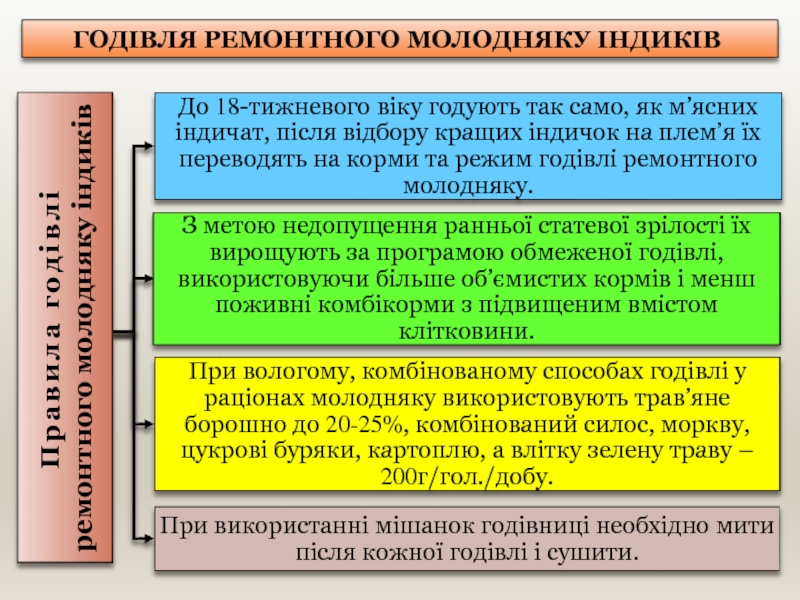 ГОДІВЛЯ РЕМОНТНОГО МОЛОДНЯКУ ІНДИКІВ
Правила годівлі
ремонтного молодняку індиків
До 18-тижневого віку годують так само, як м’ясних
індичат, після відбору кращих індичок на плем’я їх
переводять на корми та режим годівлі ремонтного
молодняку.
З метою недопущення ранньої статевої зрілості їх
вирощують за програмою обмеженої годівлі,
використовуючи більше об’ємистих кормів і менш
поживні комбікорми з підвищеним вмістом
клітковини.
При вологому, комбінованому способах годівлі у
раціонах молодняку використовують трав’яне
борошно до 20-25%, комбінований силос, моркву,
цукрові буряки, картоплю, а влітку зелену траву –
200г/гол./добу.
При використанні мішанок годівниці необхідно мити
після кожної годівлі і сушити.